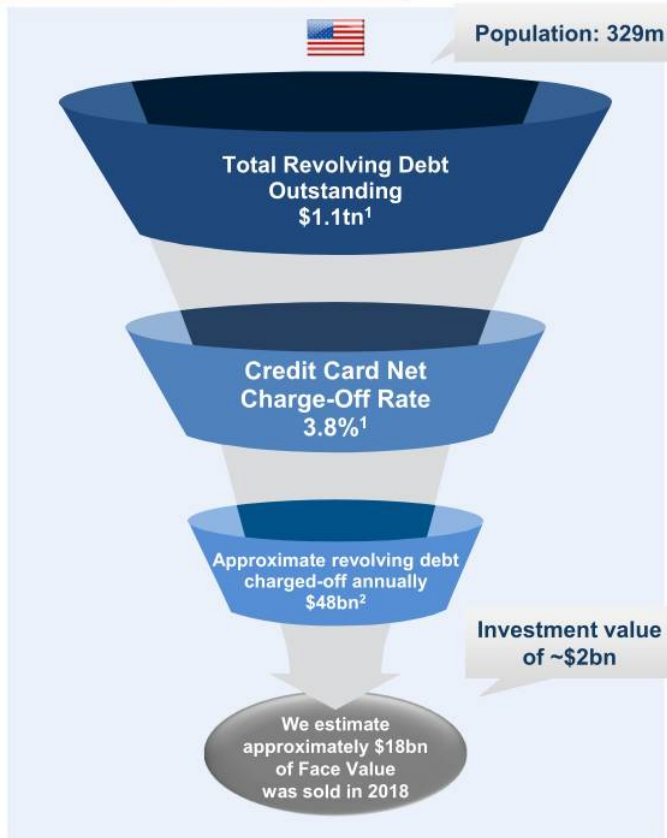 Population: 329m
Total Revolving Debt
Outstanding
$1.1tn¹
Credit Card Net
Charge-Off Rate
3.8%¹
Approximate revolving debt
charged-off annually
$48bn²
Investment value
of ~$2bn
We estimate
approximately $18bn
of Face Value
was sold in 2018